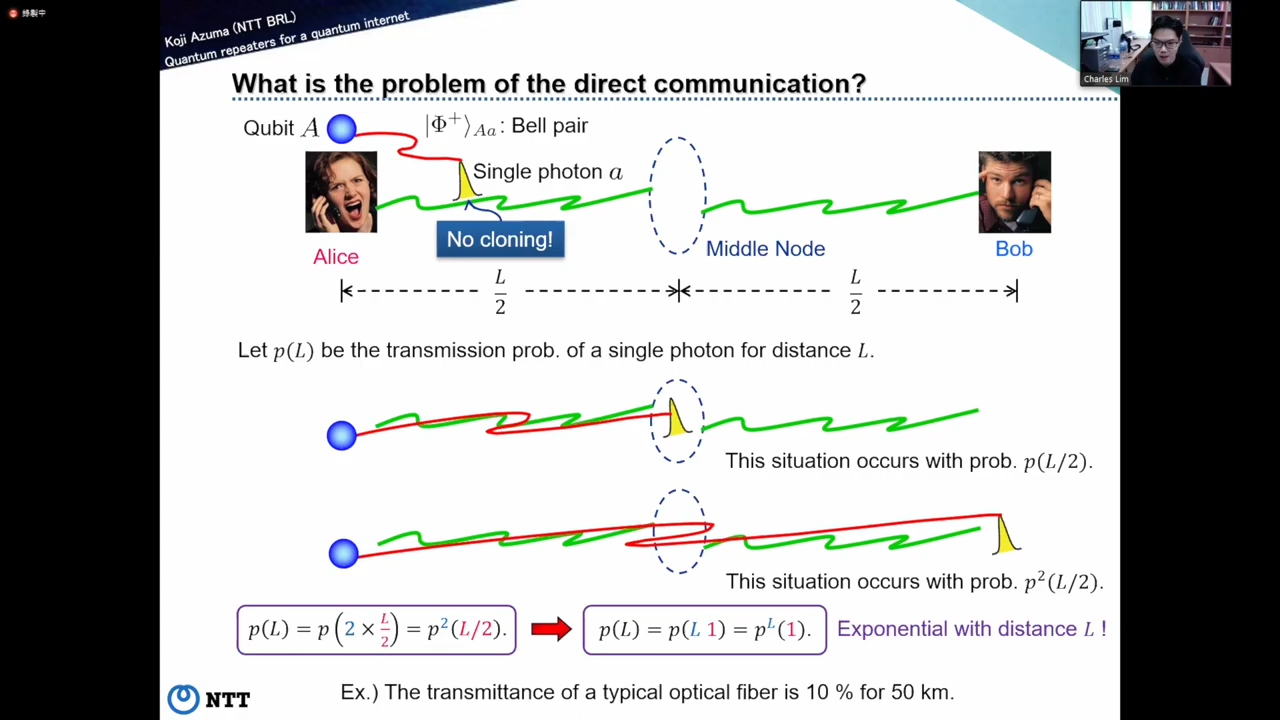 錄製中
Koji Azuma (NTT BRL)
Quantum repeaters for a quantum internet
Charles Lim
What is the problem of the direct communication?
Qubit A
|Φ⁺⟩Aa : Bell pair
Single photon a
No cloning!
Alice
Middle Node
Bob
L/2
L/2
Let p(L) be the transmission prob. of a single photon for distance L.
This situation occurs with prob. p(L/2).
This situation occurs with prob. p²(L/2).
p(L) = p(2 × L/2) = p²(L/2).
p(L) = p(L 1) = p^L(1).
Exponential with distance L !
NTT
Ex.) The transmittance of a typical optical fiber is 10 % for 50 km.